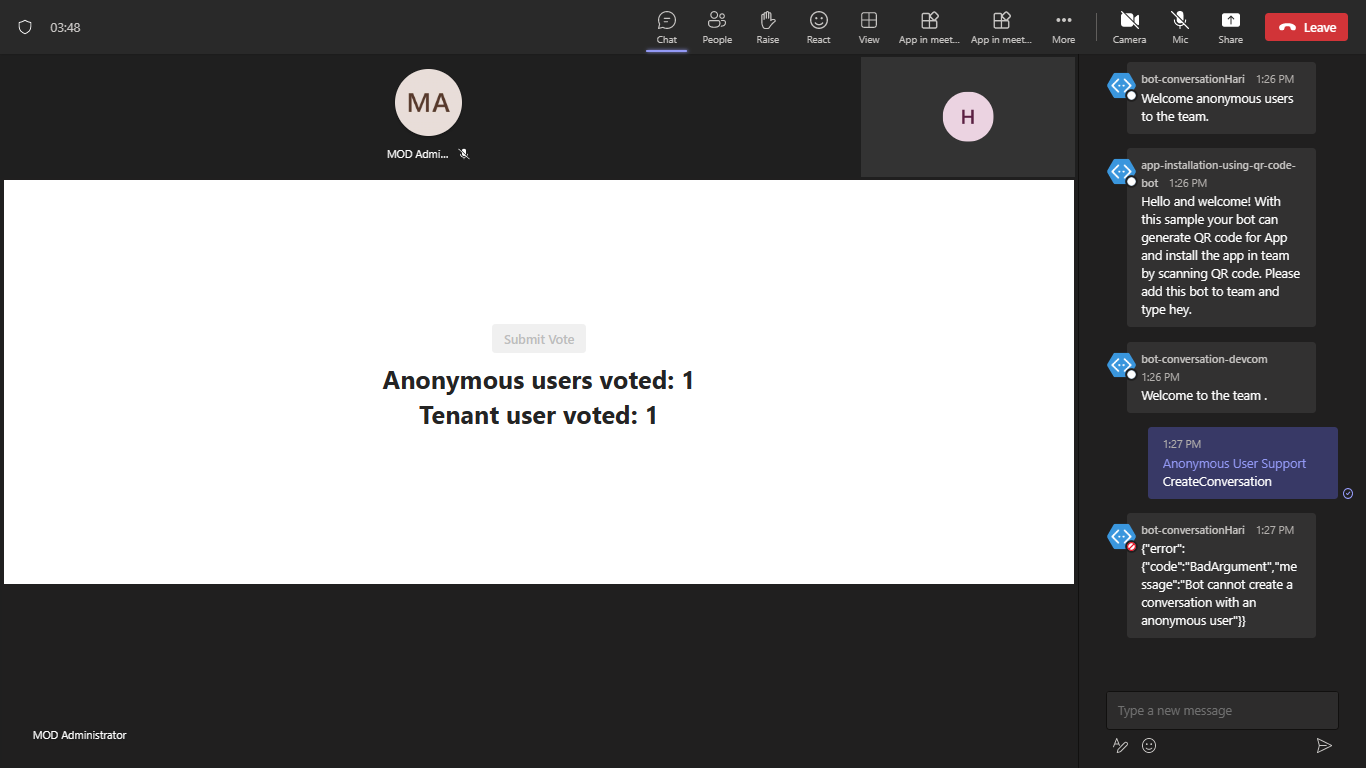 03:48
Chat
People
Raise
React
View
App in meet...
App in meet...
More
Camera
Mic
Share
Leave
MA
MOD Admi...
H
Submit Vote
Anonymous users voted: 1
Tenant user voted: 1
MOD Administrator
bot-conversationHari 1:26 PM
Welcome anonymous users
to the team.
app-installation-using-qr-code-
bot 1:26 PM
Hello and welcome! With
this sample your bot can
generate QR code for App
and install the app in team
by scanning QR code. Please
add this bot to team and
type hey.
bot-conversation-devcom
1:26 PM
Welcome to the team .
1:27 PM
Anonymous User Support
CreateConversation
bot-conversationHari 1:27 PM
{"error":
{"code":"BadArgument","me
ssage":"Bot cannot create a
conversation with an
anonymous user"}}
Type a new message